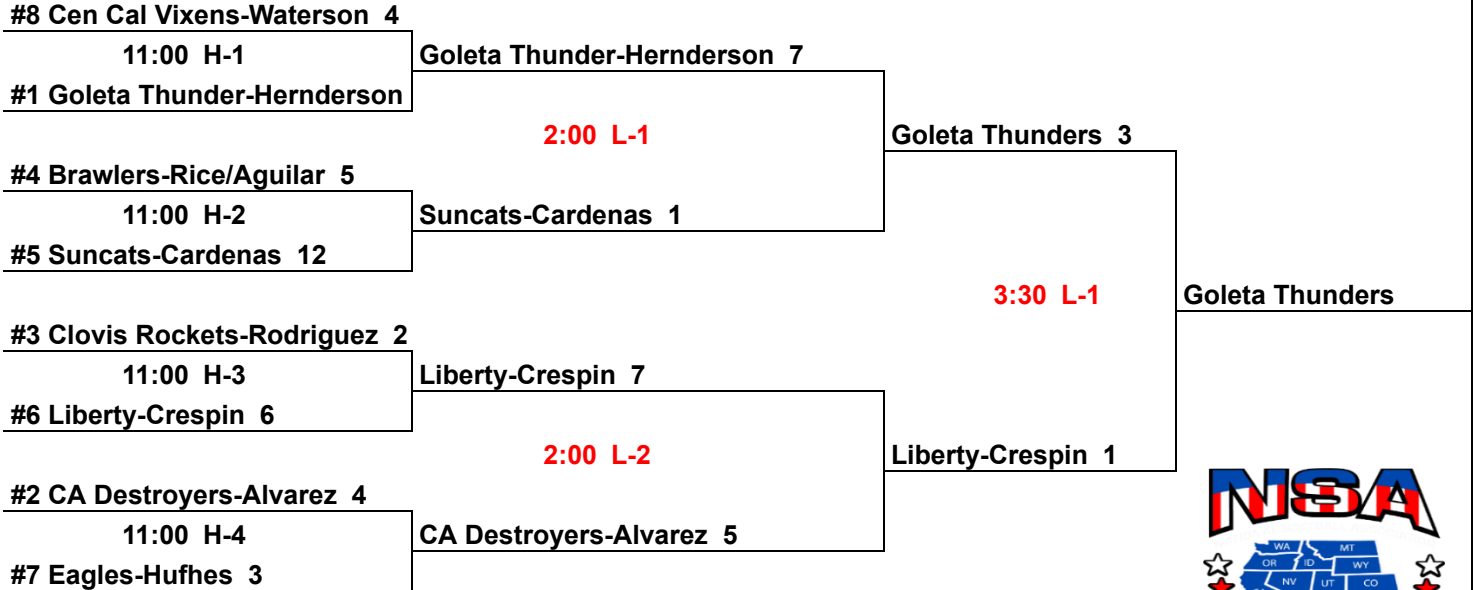 #8 Cen Cal Vixens-Waterson 4
11:00 H-1
Goleta Thunder-Hernderson 7
#1 Goleta Thunder-Hernderson
2:00 L-1
Goleta Thunders 3
#4 Brawlers-Rice/Aguilar 5
11:00 H-2
Suncats-Cardenas 1
#5 Suncats-Cardenas 12
3:30 L-1
Goleta Thunders
#3 Clovis Rockets-Rodriguez 2
11:00 H-3
Liberty-Crespin 7
#6 Liberty-Crespin 6
2:00 L-2
Liberty-Crespin 1
#2 CA Destroyers-Alvarez 4
11:00 H-4
CA Destroyers-Alvarez 5
#7 Eagles-Hufhes 3
NSA
WA MT
OR ID WY
NV UT CO